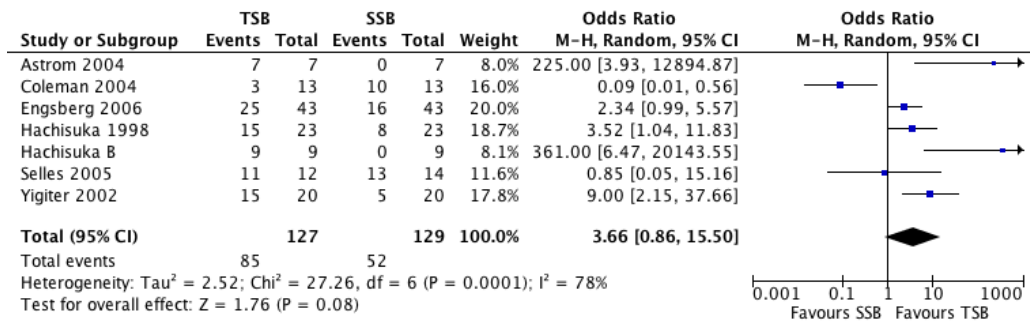 TSB SSB Odds Ratio Odds Ratio
Study or Subgroup Events Total Events Total Weight M-H, Random, 95% CI M-H, Random, 95% CI
Astrom 2004 7 7 0 7 8.0% 225.00 [3.93, 12894.87]
Coleman 2004 3 13 10 13 16.0% 0.09 [0.01, 0.56]
Engsberg 2006 25 43 16 43 20.0% 2.34 [0.99, 5.57]
Hachisuka 1998 15 23 8 23 18.7% 3.52 [1.04, 11.83]
Hachisuka B 9 9 0 9 8.1% 361.00 [6.47, 20143.55]
Selles 2005 11 12 13 14 11.6% 0.85 [0.05, 15.16]
Yigiter 2002 15 20 5 20 17.8% 9.00 [2.15, 37.66]
Total (95% CI) 127 129 100.0% 3.66 [0.86, 15.50]
Total events 85 52
Heterogeneity: Tau² = 2.52; Chi² = 27.26, df = 6 (P = 0.0001); I² = 78%
Test for overall effect: Z = 1.76 (P = 0.08)
0.001 0.1 1 10 1000
Favours SSB Favours TSB